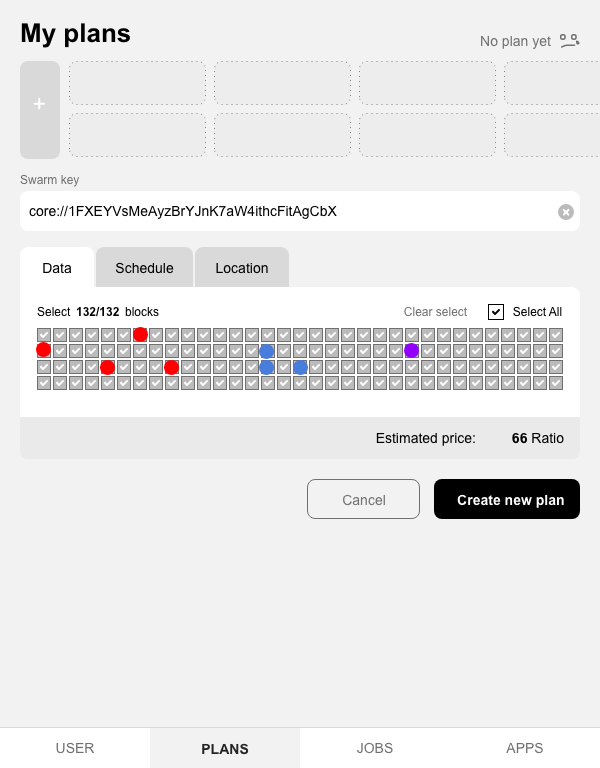 My plans
No plan yet
+
Swarm key
core://1FXEYVsMeAyzBrYJnK7aW4ithcFitAgCbX
Data Schedule Location
Select 132/132 blocks Clear select Select All
Estimated price: 66 Ratio
Cancel Create new plan
USER PLANS JOBS APPS